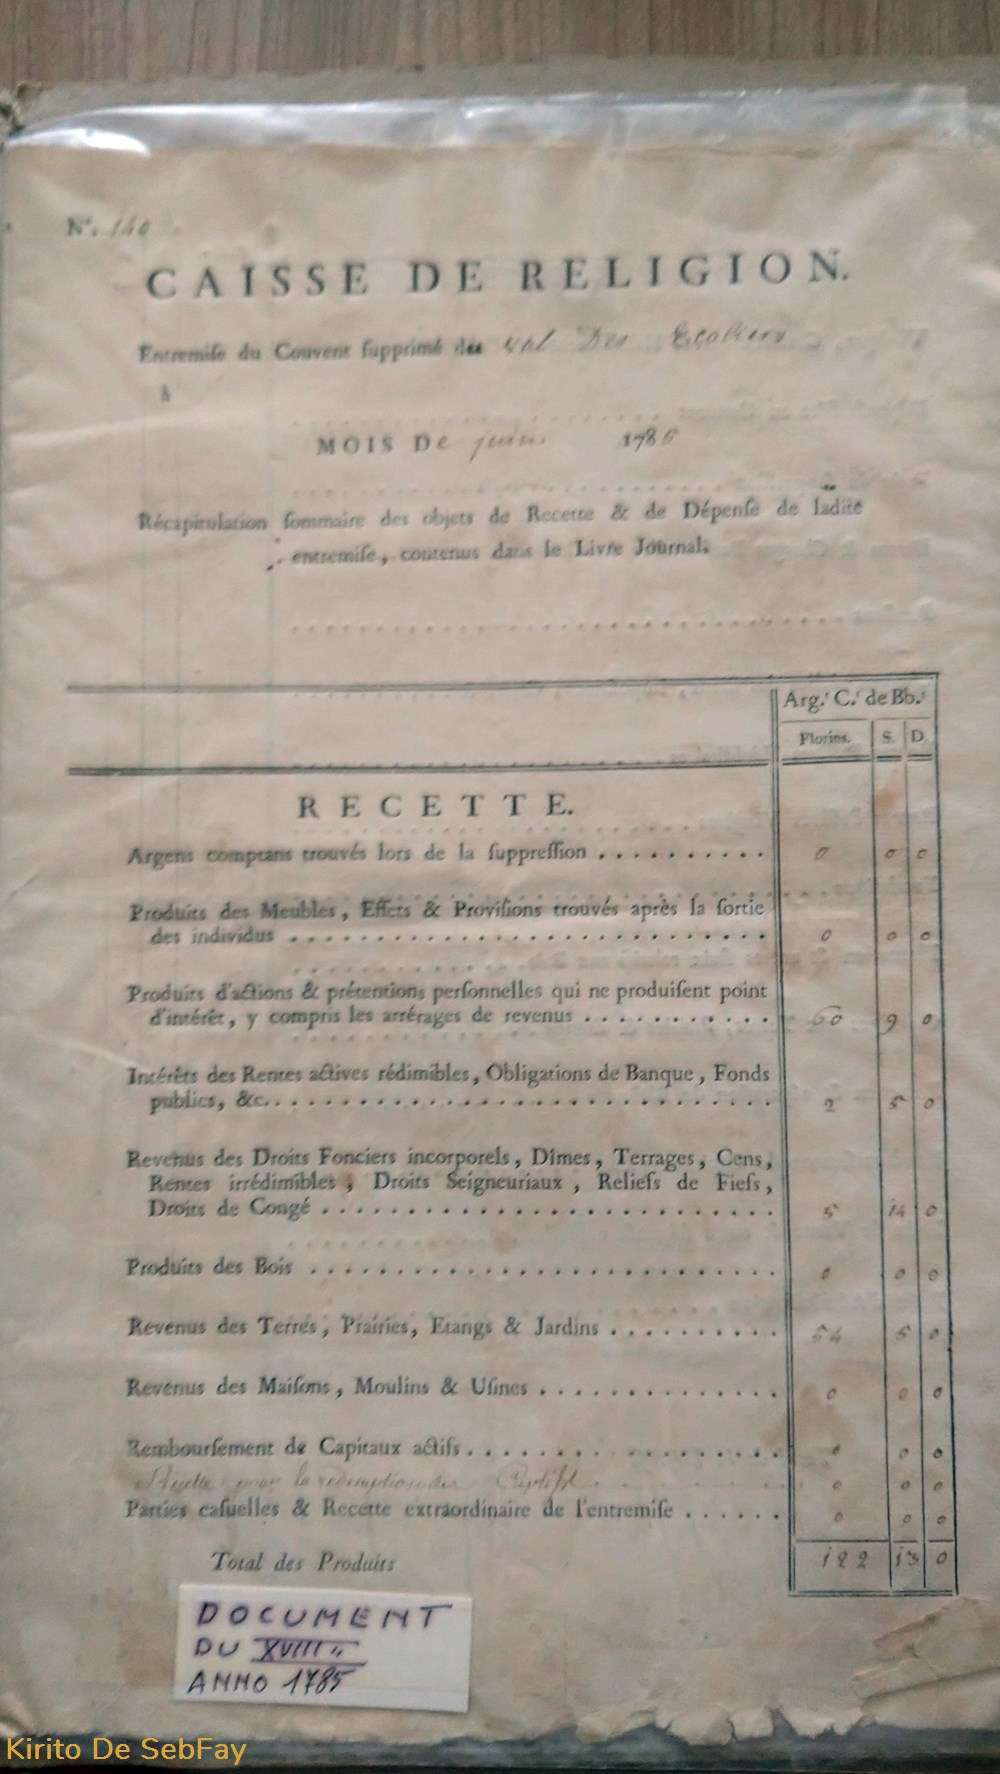 N°. 140
CAISSE DE RELIGION.
Entremiſe du Couvent ſupprimé des Val Des Ecoliers
à
MOIS De juin 1786
Récapitulation ſommaire des objets de Recette & de Dépenſe de ladite
entremiſe, contenus dans le Livre Journal.
Arg.t C.t de Bb.t
Florins. S. D.
RECETTE.
Argens comptans trouvés lors de la ſuppreſſion . . . . . . . . . . 0 0 0
Produits des Meubles, Effets & Proviſions trouvés après la ſortie
des individus . . . . . . . . . . . . . . . . . . . . . . . . . 0 0 0
Produits d'actions & prétentions perſonnelles qui ne produiſent point
d'intérêt, y compris les arrérages de revenus . . . . . . . . . . 60 9 0
Intérêts des Rentes actives rédimibles, Obligations de Banque, Fonds
publics, &c. . . . . . . . . . . . . . . . . . . . . . . . . . 2 5 0
Revenus des Droits Fonciers incorporels, Dîmes, Terrages, Cens,
Rentes irrédimibles, Droits Seigneuriaux, Reliefs de Fiefs,
Droits de Congé . . . . . . . . . . . . . . . . . . . . . . . . 5 14 0
Produits des Bois . . . . . . . . . . . . . . . . . . . . . . . 0 0 0
Revenus des Terres, Prairies, Etangs & Jardins . . . . . . . . . . 54 5 0
Revenus des Maiſons, Moulins & Uſines . . . . . . . . . . . . . . 0 0 0
Rembourſement de Capitaux actifs . . . . . . . . . . . . . . . . 0 0 0
Recette pour la redemption des Captifs 0 0 0
Parties caſuelles & Recette extraordinaire de l'entremiſe . . . . . . 0 0 0
Total des Produits 122 13 0
DOCUMENT
DU XVIII "
ANNO 1785
Kirito De SebFay